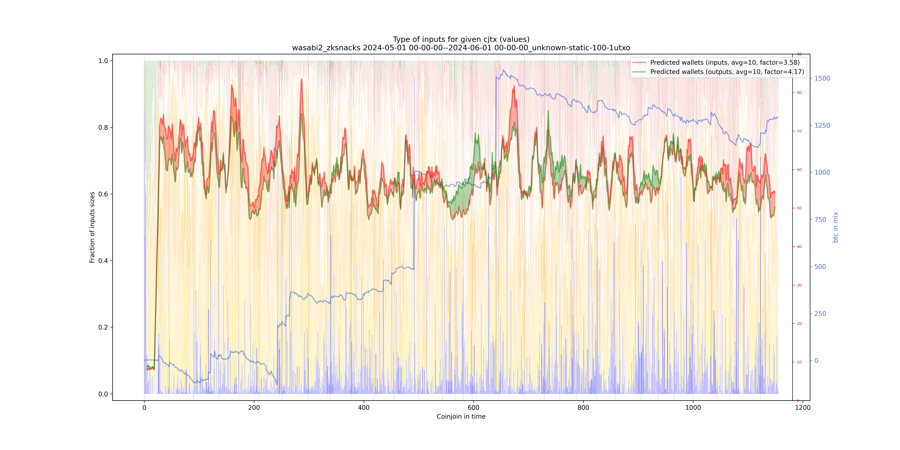 Type of inputs for given cjtx (values)
wasabi2_zksnacks 2024-05-01 00-00-00--2024-06-01 00-00-00_unknown-static-100-1utxo
Predicted wallets (inputs, avg=10, factor=3.58)
Predicted wallets (outputs, avg=10, factor=4.17)
Fraction of inputs sizes
1.0
0.8
0.6
0.4
0.2
0.0
0 200 400 600 800 1000 1200
Coinjoin in time
80
70
60
50
40
30
20
10
1500
1250
1000
750
500
250
0
btc in mix